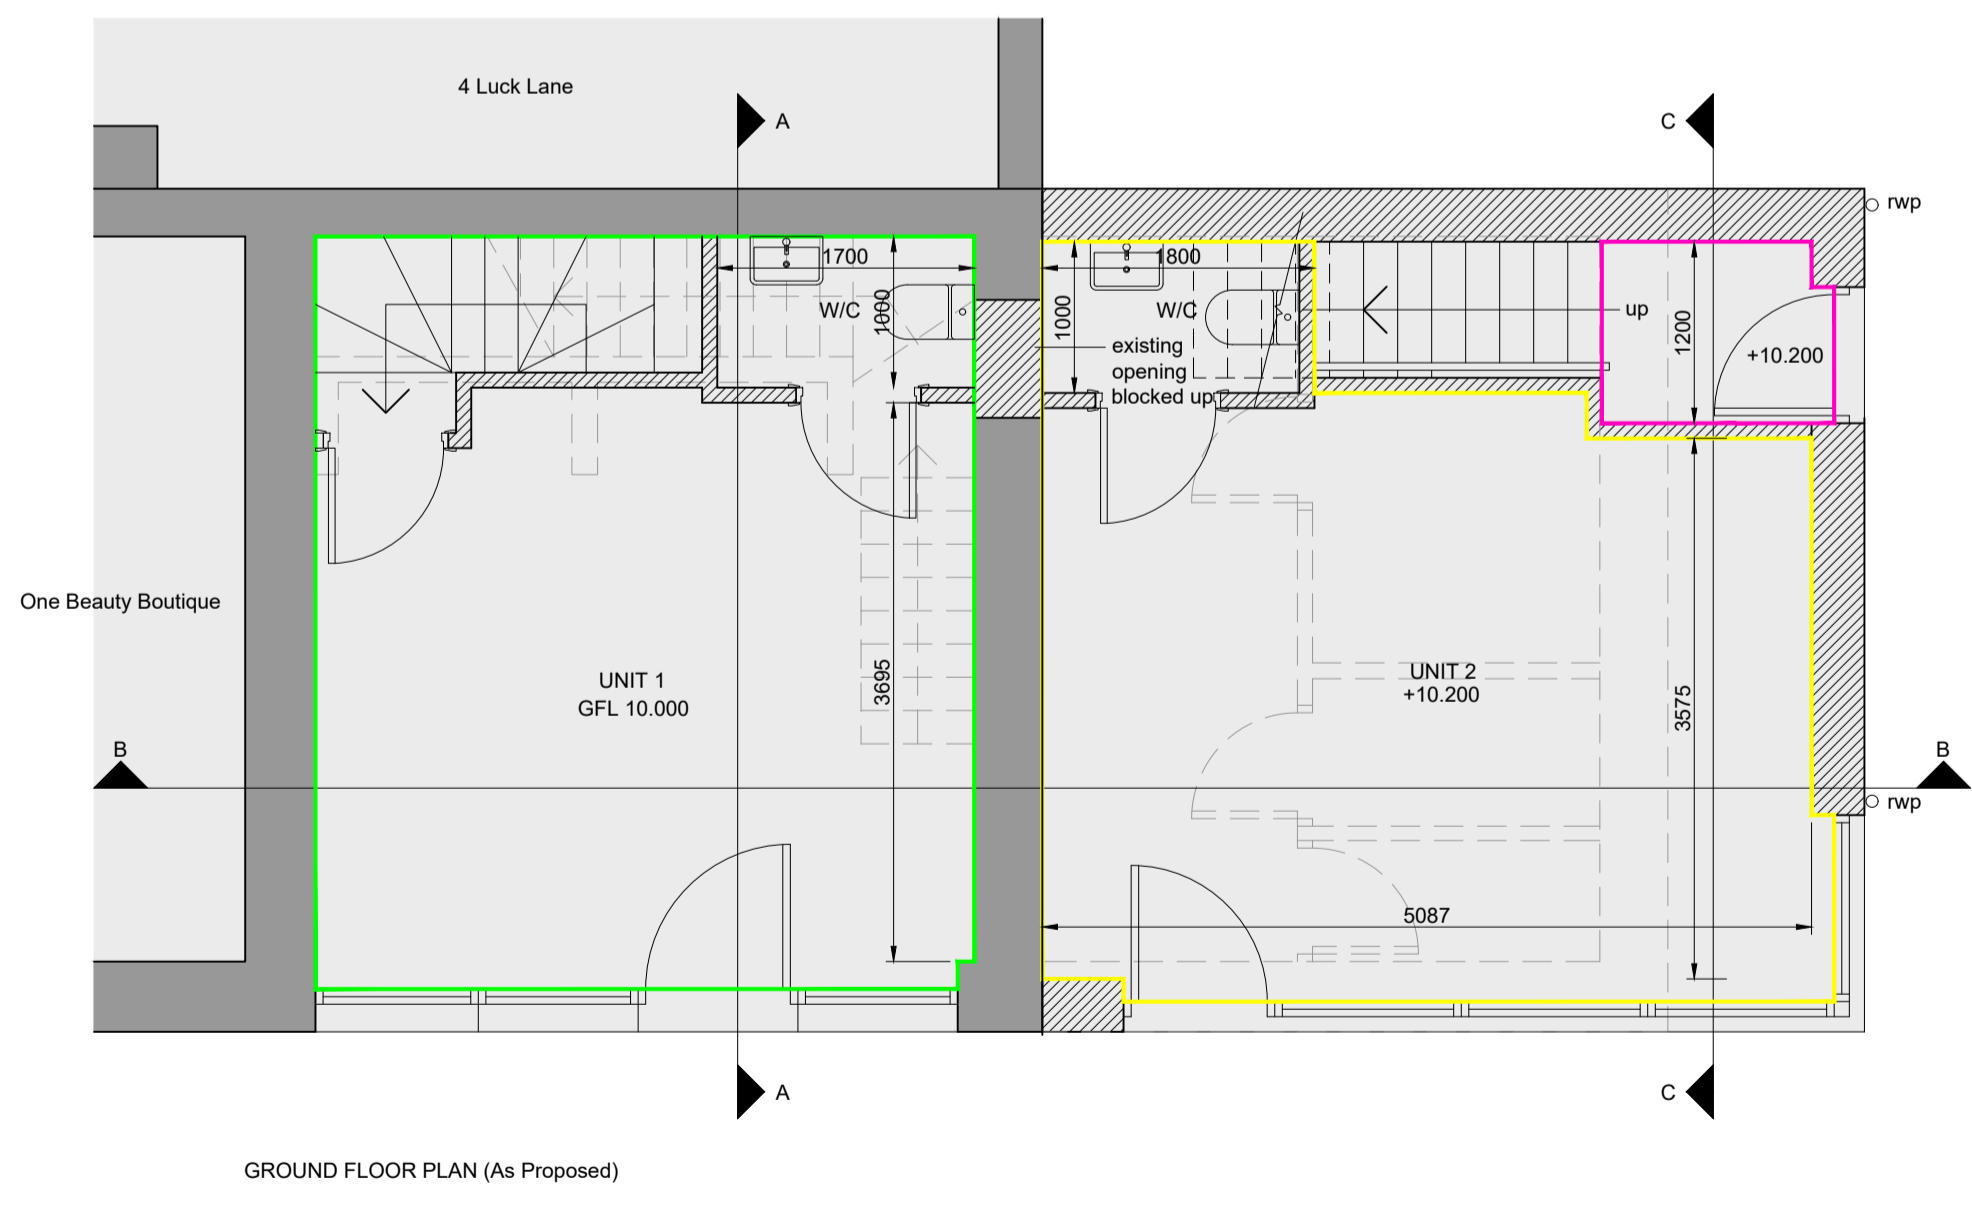 4 Luck Lane
A
C
rwp
1700
1800
W/C
1000
1000
W/C
up
1200
+10.200
existing
opening
blocked up
One Beauty Boutique
UNIT 1
GFL 10.000
3695
UNIT 2
+10.200
3575
B
B
rwp
5087
A
C
GROUND FLOOR PLAN (As Proposed)